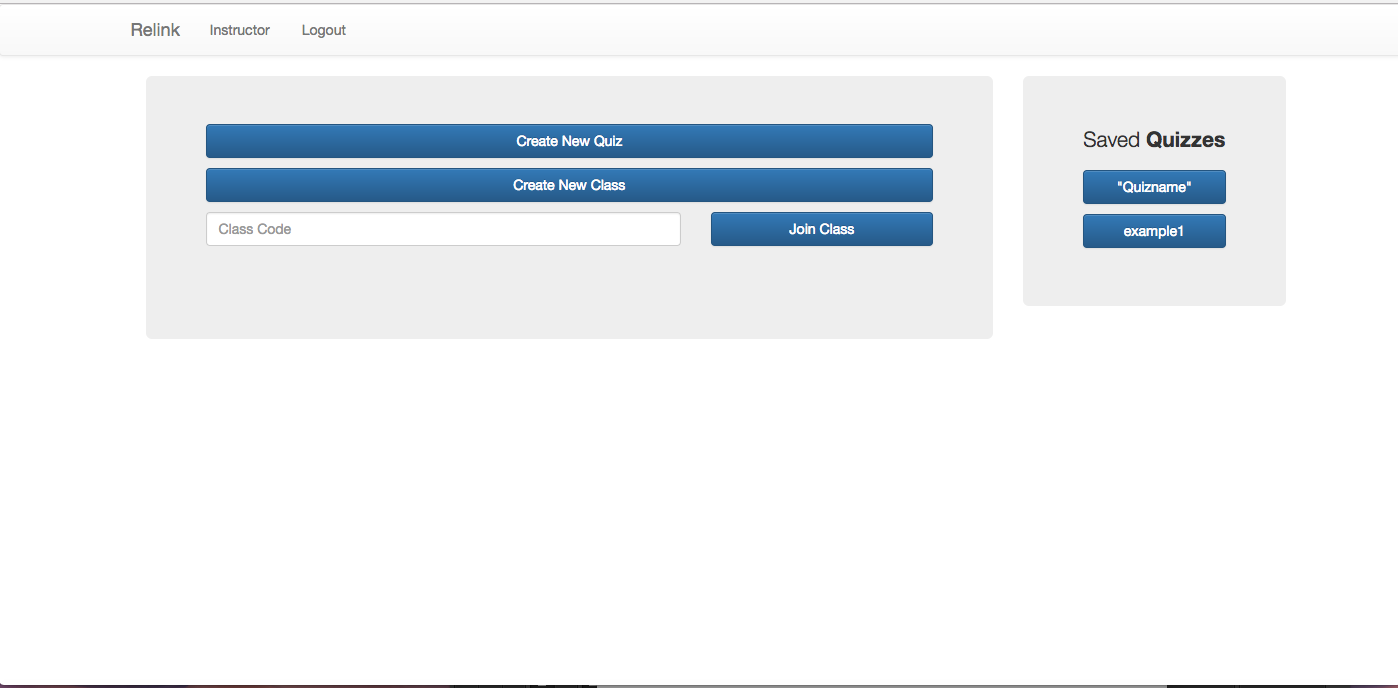 Relink Instructor Logout
Create New Quiz
Create New Class
Class Code Join Class
Saved Quizzes
"Quizname"
example1